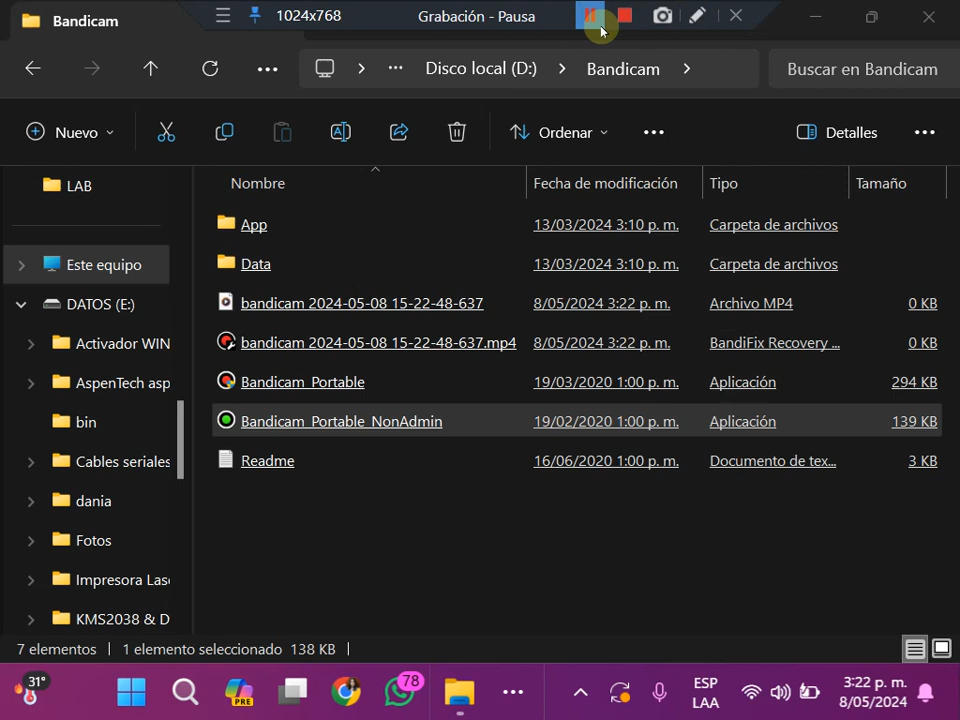 Bandicam
1024x768
Grabación - Pausa
Disco local (D:)
Bandicam
Buscar en Bandicam
Nuevo
Ordenar
Detalles
Nombre
Fecha de modificación
Tipo
Tamaño
App 13/03/2024 3:10 p. m. Carpeta de archivos
Data 13/03/2024 3:10 p. m. Carpeta de archivos
bandicam 2024-05-08 15-22-48-637 8/05/2024 3:22 p. m. Archivo MP4 0 KB
bandicam 2024-05-08 15-22-48-637.mp4 8/05/2024 3:22 p. m. BandiFix Recovery ... 0 KB
Bandicam_Portable 19/03/2020 1:00 p. m. Aplicación 294 KB
Bandicam_Portable_NonAdmin 19/02/2020 1:00 p. m. Aplicación 139 KB
Readme 16/06/2020 1:00 p. m. Documento de tex... 3 KB
LAB
Este equipo
DATOS (E:)
Activador WIN
AspenTech asp
bin
Cables seriales
dania
Fotos
Impresora Lase
KMS2038 & D
7 elementos
1 elemento seleccionado 138 KB
31°
PRE
78
ESP
LAA
3:22 p. m.
8/05/2024